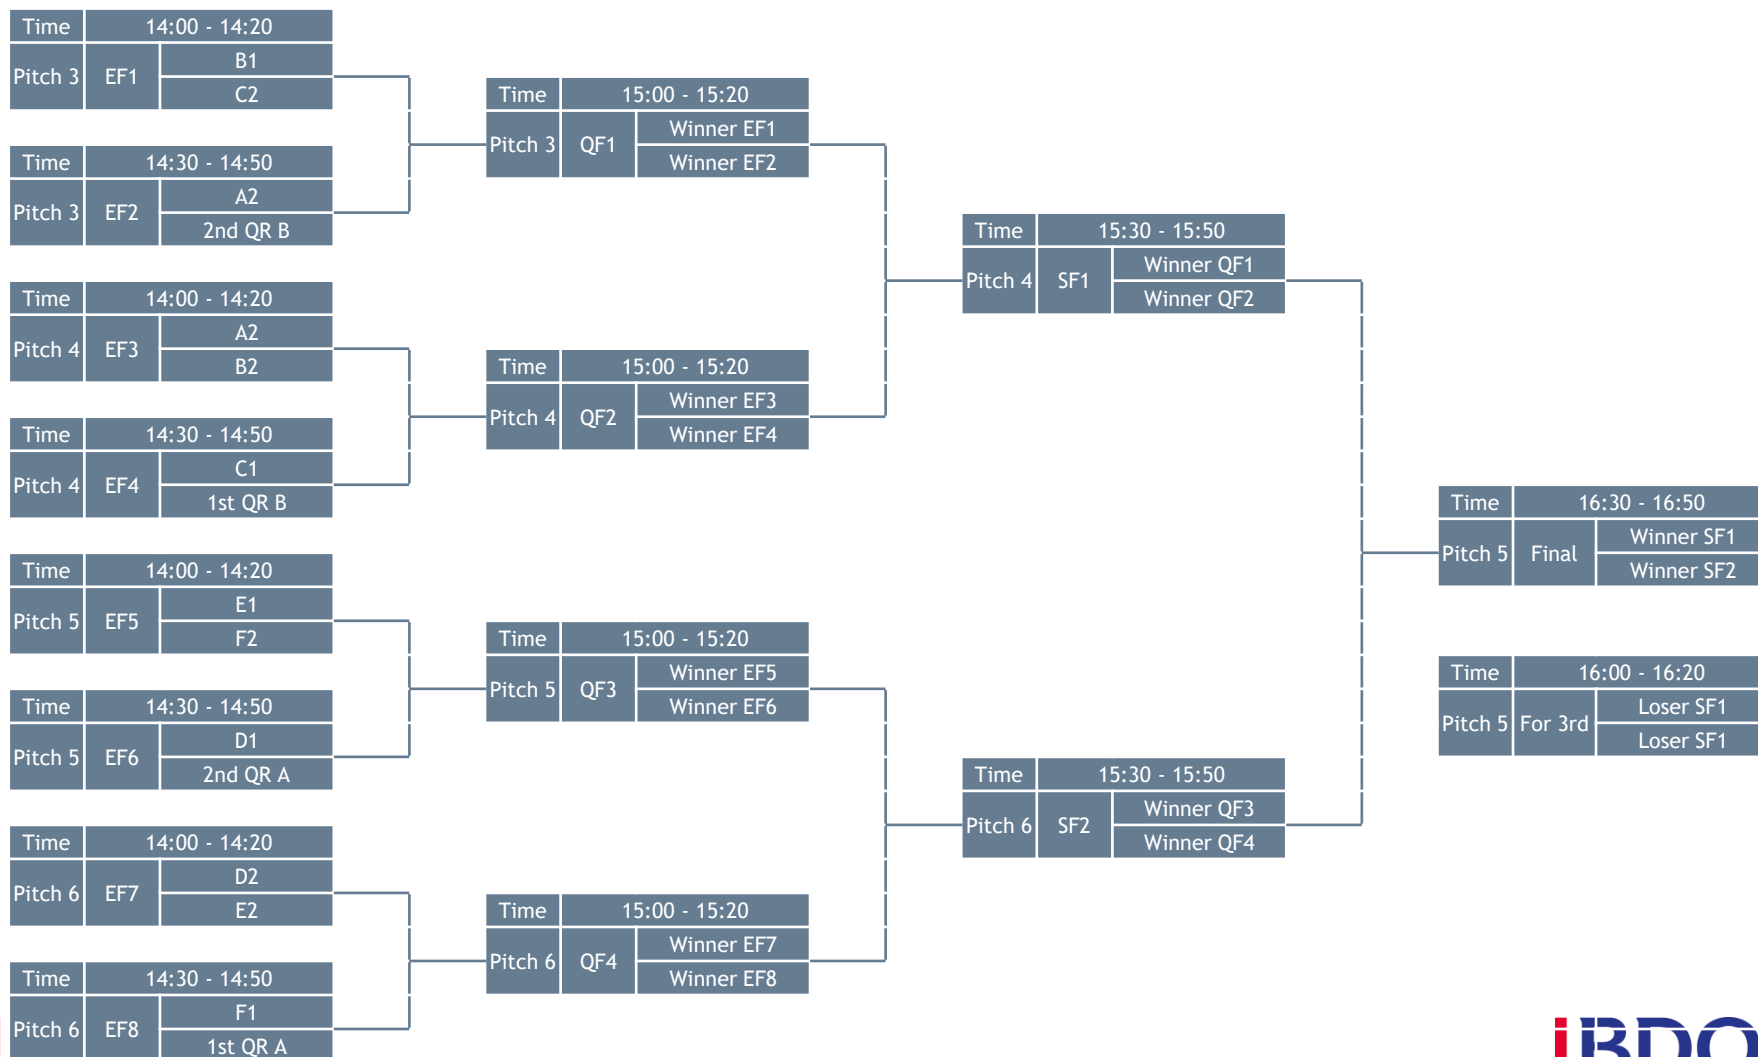 Time 14:00 - 14:20
Pitch 3 EF1 B1
C2
Time 14:30 - 14:50
Pitch 3 EF2 A2
2nd QR B
Time 14:00 - 14:20
Pitch 4 EF3 A2
B2
Time 14:30 - 14:50
Pitch 4 EF4 C1
1st QR B
Time 14:00 - 14:20
Pitch 5 EF5 E1
F2
Time 14:30 - 14:50
Pitch 5 EF6 D1
2nd QR A
Time 14:00 - 14:20
Pitch 6 EF7 D2
E2
Time 14:30 - 14:50
Pitch 6 EF8 F1
1st QR A
Time 15:00 - 15:20
Pitch 3 QF1 Winner EF1
Winner EF2
Time 15:00 - 15:20
Pitch 4 QF2 Winner EF3
Winner EF4
Time 15:00 - 15:20
Pitch 5 QF3 Winner EF5
Winner EF6
Time 15:00 - 15:20
Pitch 6 QF4 Winner EF7
Winner EF8
Time 15:30 - 15:50
Pitch 4 SF1 Winner QF1
Winner QF2
Time 15:30 - 15:50
Pitch 6 SF2 Winner QF3
Winner QF4
Time 16:30 - 16:50
Pitch 5 Final Winner SF1
Winner SF2
Time 16:00 - 16:20
Pitch 5 For 3rd Loser SF1
Loser SF1
BDO